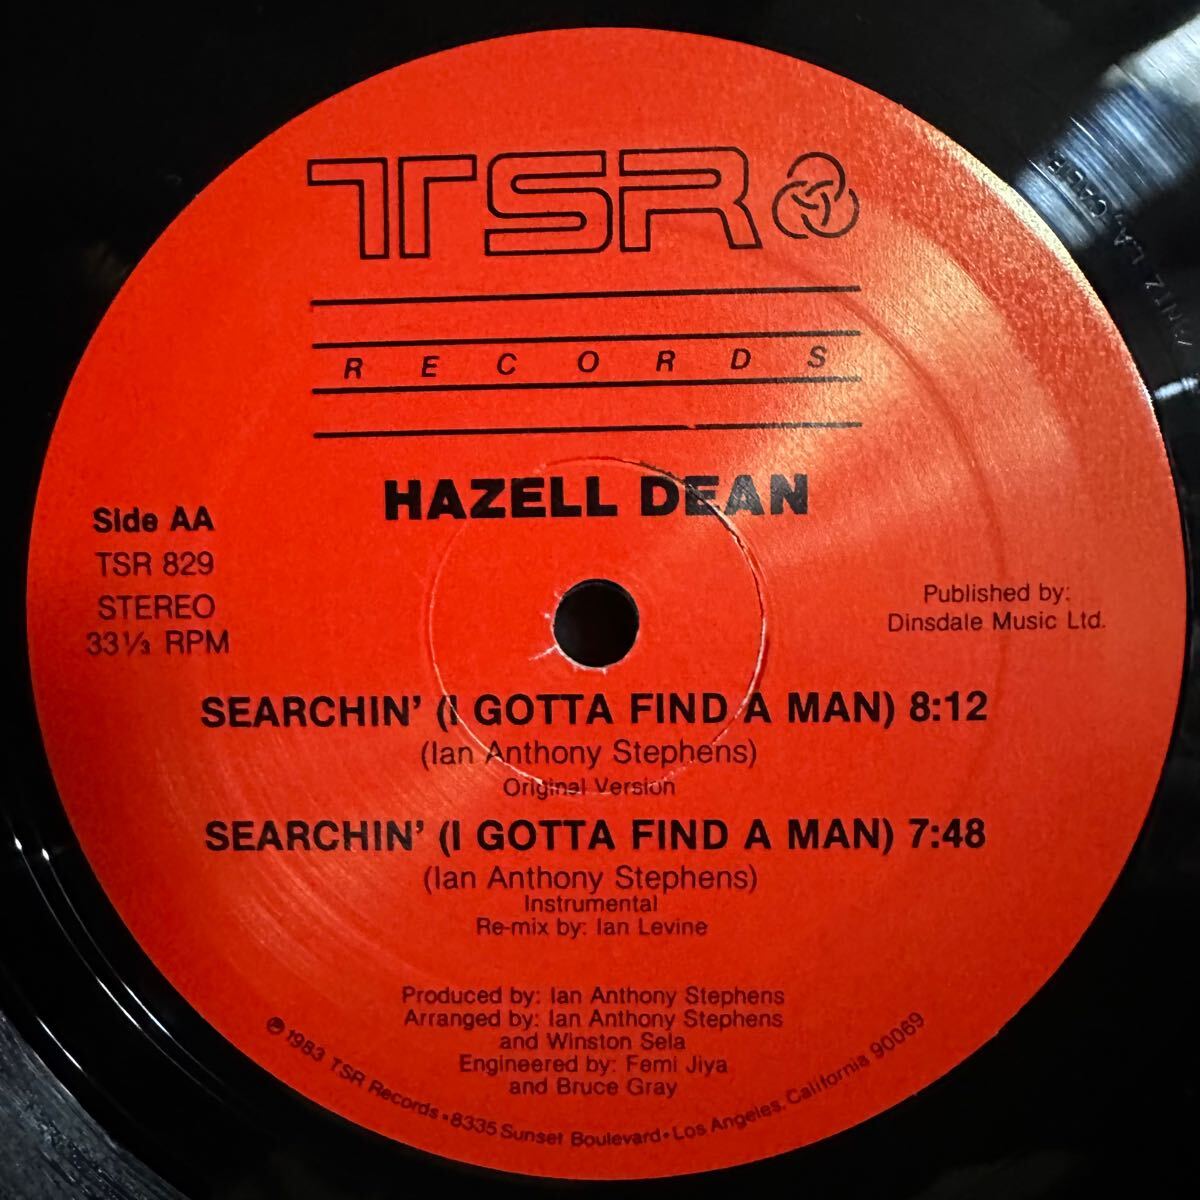 TSR
RECORDS
HAZELL DEAN
Side AA
TSR 829
STEREO
33 1/3 RPM
Published by:
Dinsdale Music Ltd.
SEARCHIN' (I GOTTA FIND A MAN) 8:12
(Ian Anthony Stephens)
Original Version
SEARCHIN' (I GOTTA FIND A MAN) 7:48
(Ian Anthony Stephens)
Instrumental
Re-mix by: Ian Levine
Produced by: Ian Anthony Stephens
Arranged by: Ian Anthony Stephens
and Winston Sela
Engineered by: Femi Jiya
and Bruce Gray
℗ 1983 TSR Records • 8335 Sunset Boulevard • Los Angeles, California 90069